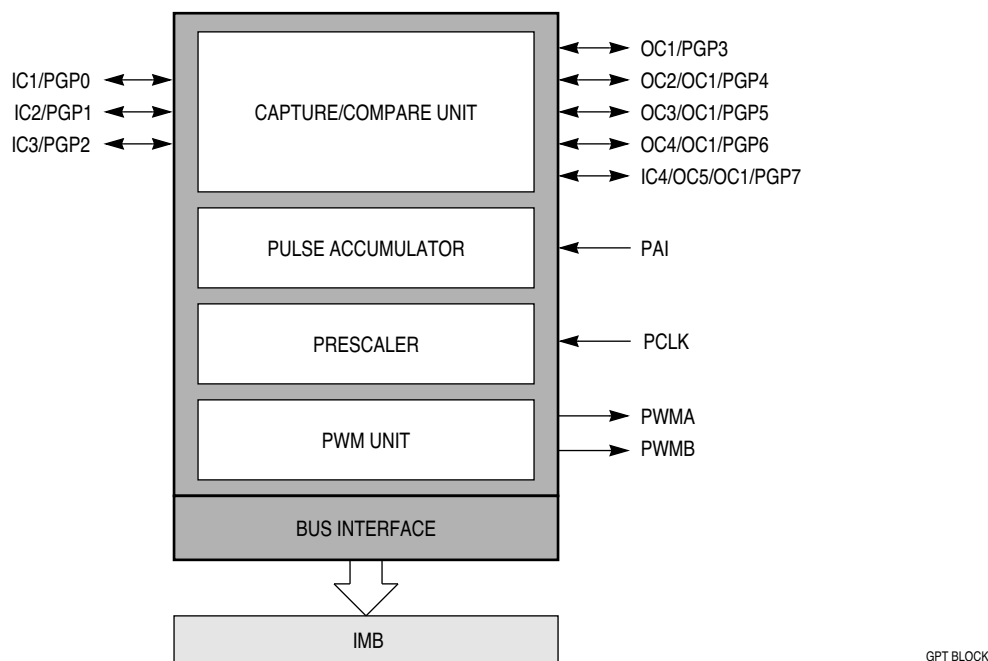 IC1/PGP0
IC2/PGP1
IC3/PGP2
CAPTURE/COMPARE UNIT
OC1/PGP3
OC2/OC1/PGP4
OC3/OC1/PGP5
OC4/OC1/PGP6
IC4/OC5/OC1/PGP7
PULSE ACCUMULATOR
PAI
PRESCALER
PCLK
PWM UNIT
PWMA
PWMB
BUS INTERFACE
IMB
GPT BLOCK